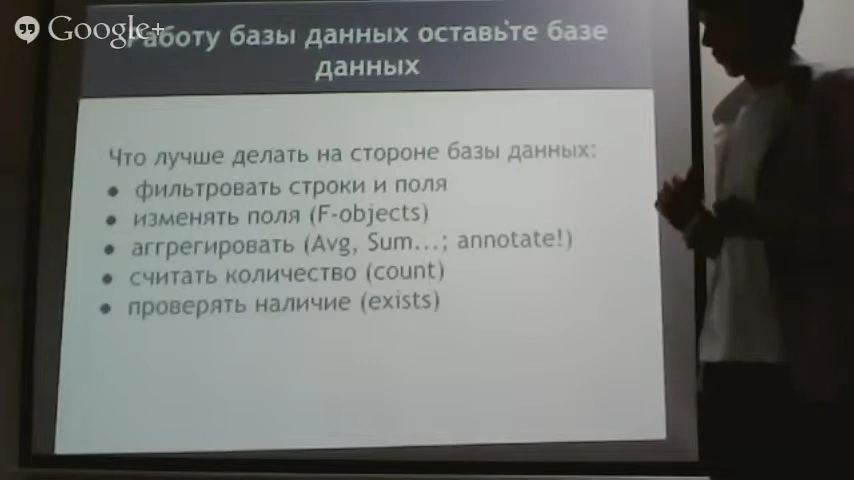 Google+
Работу базы данных оставьте базе
данных
Что лучше делать на стороне базы данных:
• фильтровать строки и поля
• изменять поля (F-objects)
• аггрегировать (Avg, Sum...; annotate!)
• считать количество (count)
• проверять наличие (exists)